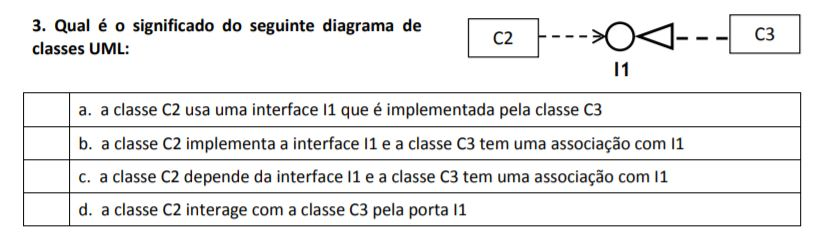 3. Qual é o significado do seguinte diagrama de
classes UML:
C2
C3
I1
a. a classe C2 usa uma interface I1 que é implementada pela classe C3
b. a classe C2 implementa a interface I1 e a classe C3 tem uma associação com I1
c. a classe C2 depende da interface I1 e a classe C3 tem uma associação com I1
d. a classe C2 interage com a classe C3 pela porta I1